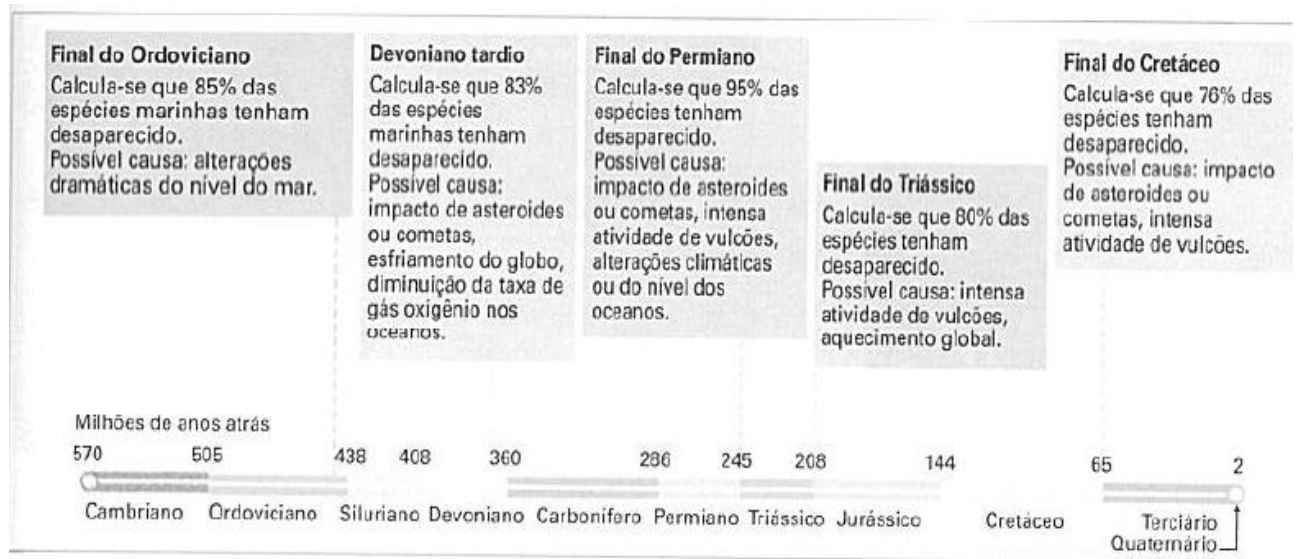 Final do Ordoviciano
Calcula-se que 85% das
espécies marinhas tenham
desaparecido.
Possível causa: alterações
dramáticas do nível do mar.
Devoniano tardio
Calcula-se que 83%
das espécies
marinhas tenham
desaparecido.
Possível causa:
impacto de asteroides
ou cometas,
esfriamento do globo,
diminuição da taxa de
gás oxigênio nos
oceanos.
Final do Permiano
Calcula-se que 95% das
espécies tenham
desaparecido.
Possível causa:
impacto de asteroides
ou cometas, intensa
atividade de vulcões,
alterações climáticas
ou do nível dos
oceanos.
Final do Triássico
Calcula-se que 80% das
espécies tenham
desaparecido.
Possível causa: intensa
atividade de vulcões,
aquecimento global.
Final do Cretáceo
Calcula-se que 76% das
espécies tenham
desaparecido.
Possível causa: impacto
de asteroides ou
cometas, intensa
atividade de vulcões.
Milhões de anos atrás
570 505 438 408 360 286 245 208 144 65 2
Cambriano Ordoviciano Siluriano Devoniano Carbonífero Permiano Triássico Jurássico Cretáceo Terciário
Quaternário